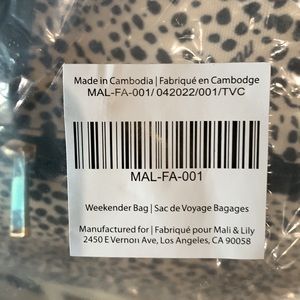 Made in Cambodia | Fabriqué en Cambodge
MAL-FA-001/ 042022/001/TVC
MAL-FA-001
Weekender Bag | Sac de Voyage Bagages
Manufactured for | Fabriqué pour Mali & Lily
2450 E Vernon Ave, Los Angeles, CA 90058